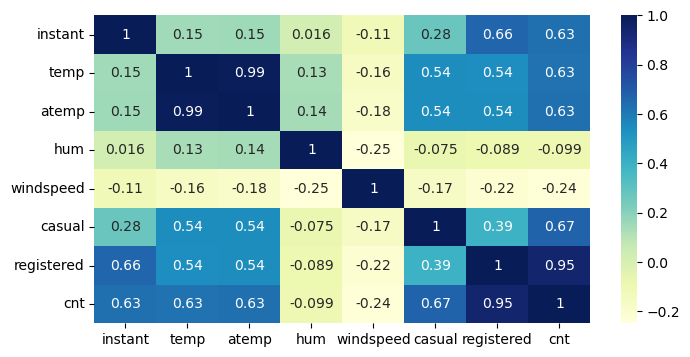 instant 1 0.15 0.15 0.016 -0.11 0.28 0.66 0.63
temp 0.15 1 0.99 0.13 -0.16 0.54 0.54 0.63
atemp 0.15 0.99 1 0.14 -0.18 0.54 0.54 0.63
hum 0.016 0.13 0.14 1 -0.25 -0.075 -0.089 -0.099
windspeed -0.11 -0.16 -0.18 -0.25 1 -0.17 -0.22 -0.24
casual 0.28 0.54 0.54 -0.075 -0.17 1 0.39 0.67
registered 0.66 0.54 0.54 -0.089 -0.22 0.39 1 0.95
cnt 0.63 0.63 0.63 -0.099 -0.24 0.67 0.95 1
instant temp atemp hum windspeed casual registered cnt
1.0
0.8
0.6
0.4
0.2
0.0
-0.2